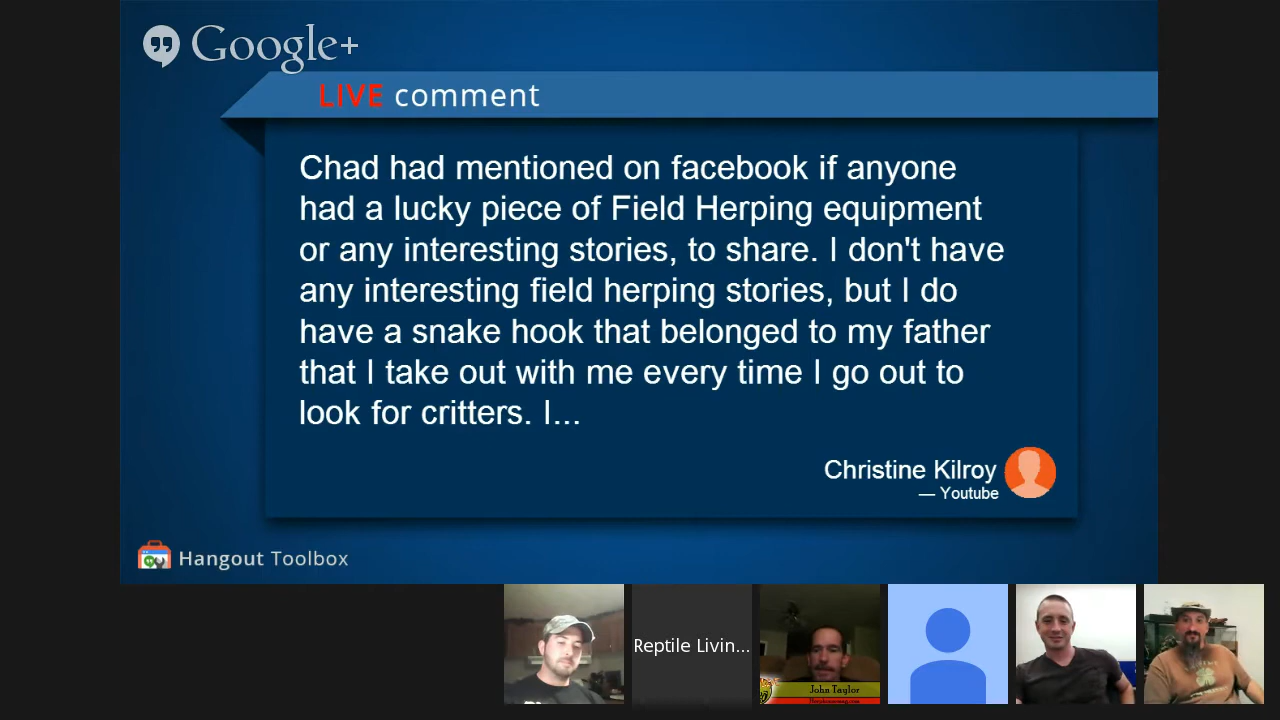 Google+
LIVE comment
Chad had mentioned on facebook if anyone
had a lucky piece of Field Herping equipment
or any interesting stories, to share. I don't have
any interesting field herping stories, but I do
have a snake hook that belonged to my father
that I take out with me every time I go out to
look for critters. I...
Christine Kilroy
— Youtube
Hangout Toolbox
Reptile Livin...
John Taylor